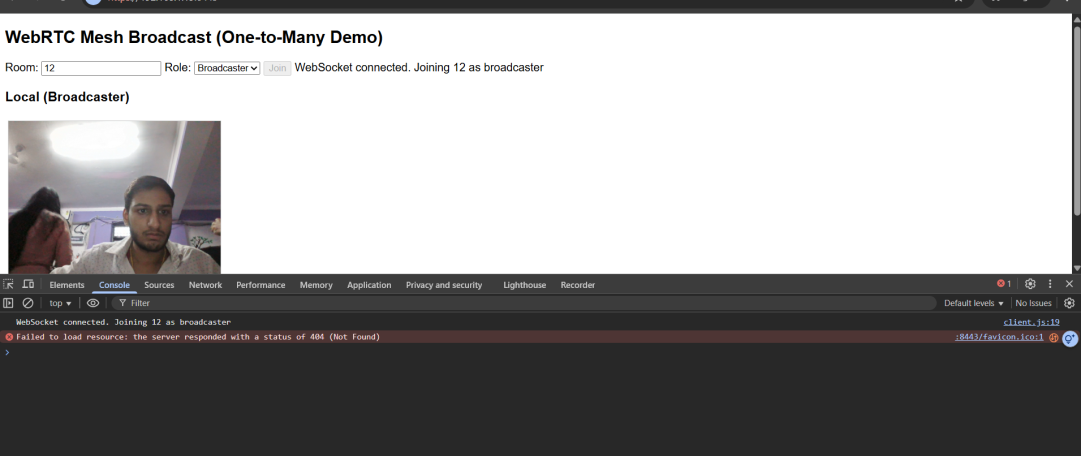 WebRTC Mesh Broadcast (One-to-Many Demo)
Room: 12 Role: Broadcaster Join WebSocket connected. Joining 12 as broadcaster
Local (Broadcaster)
Elements Console Sources Network Performance Memory Application Privacy and security Lighthouse Recorder 1
top Filter Default levels No Issues
WebSocket connected. Joining 12 as broadcaster client.js:19
Failed to load resource: the server responded with a status of 404 (Not Found) :8443/favicon.ico:1